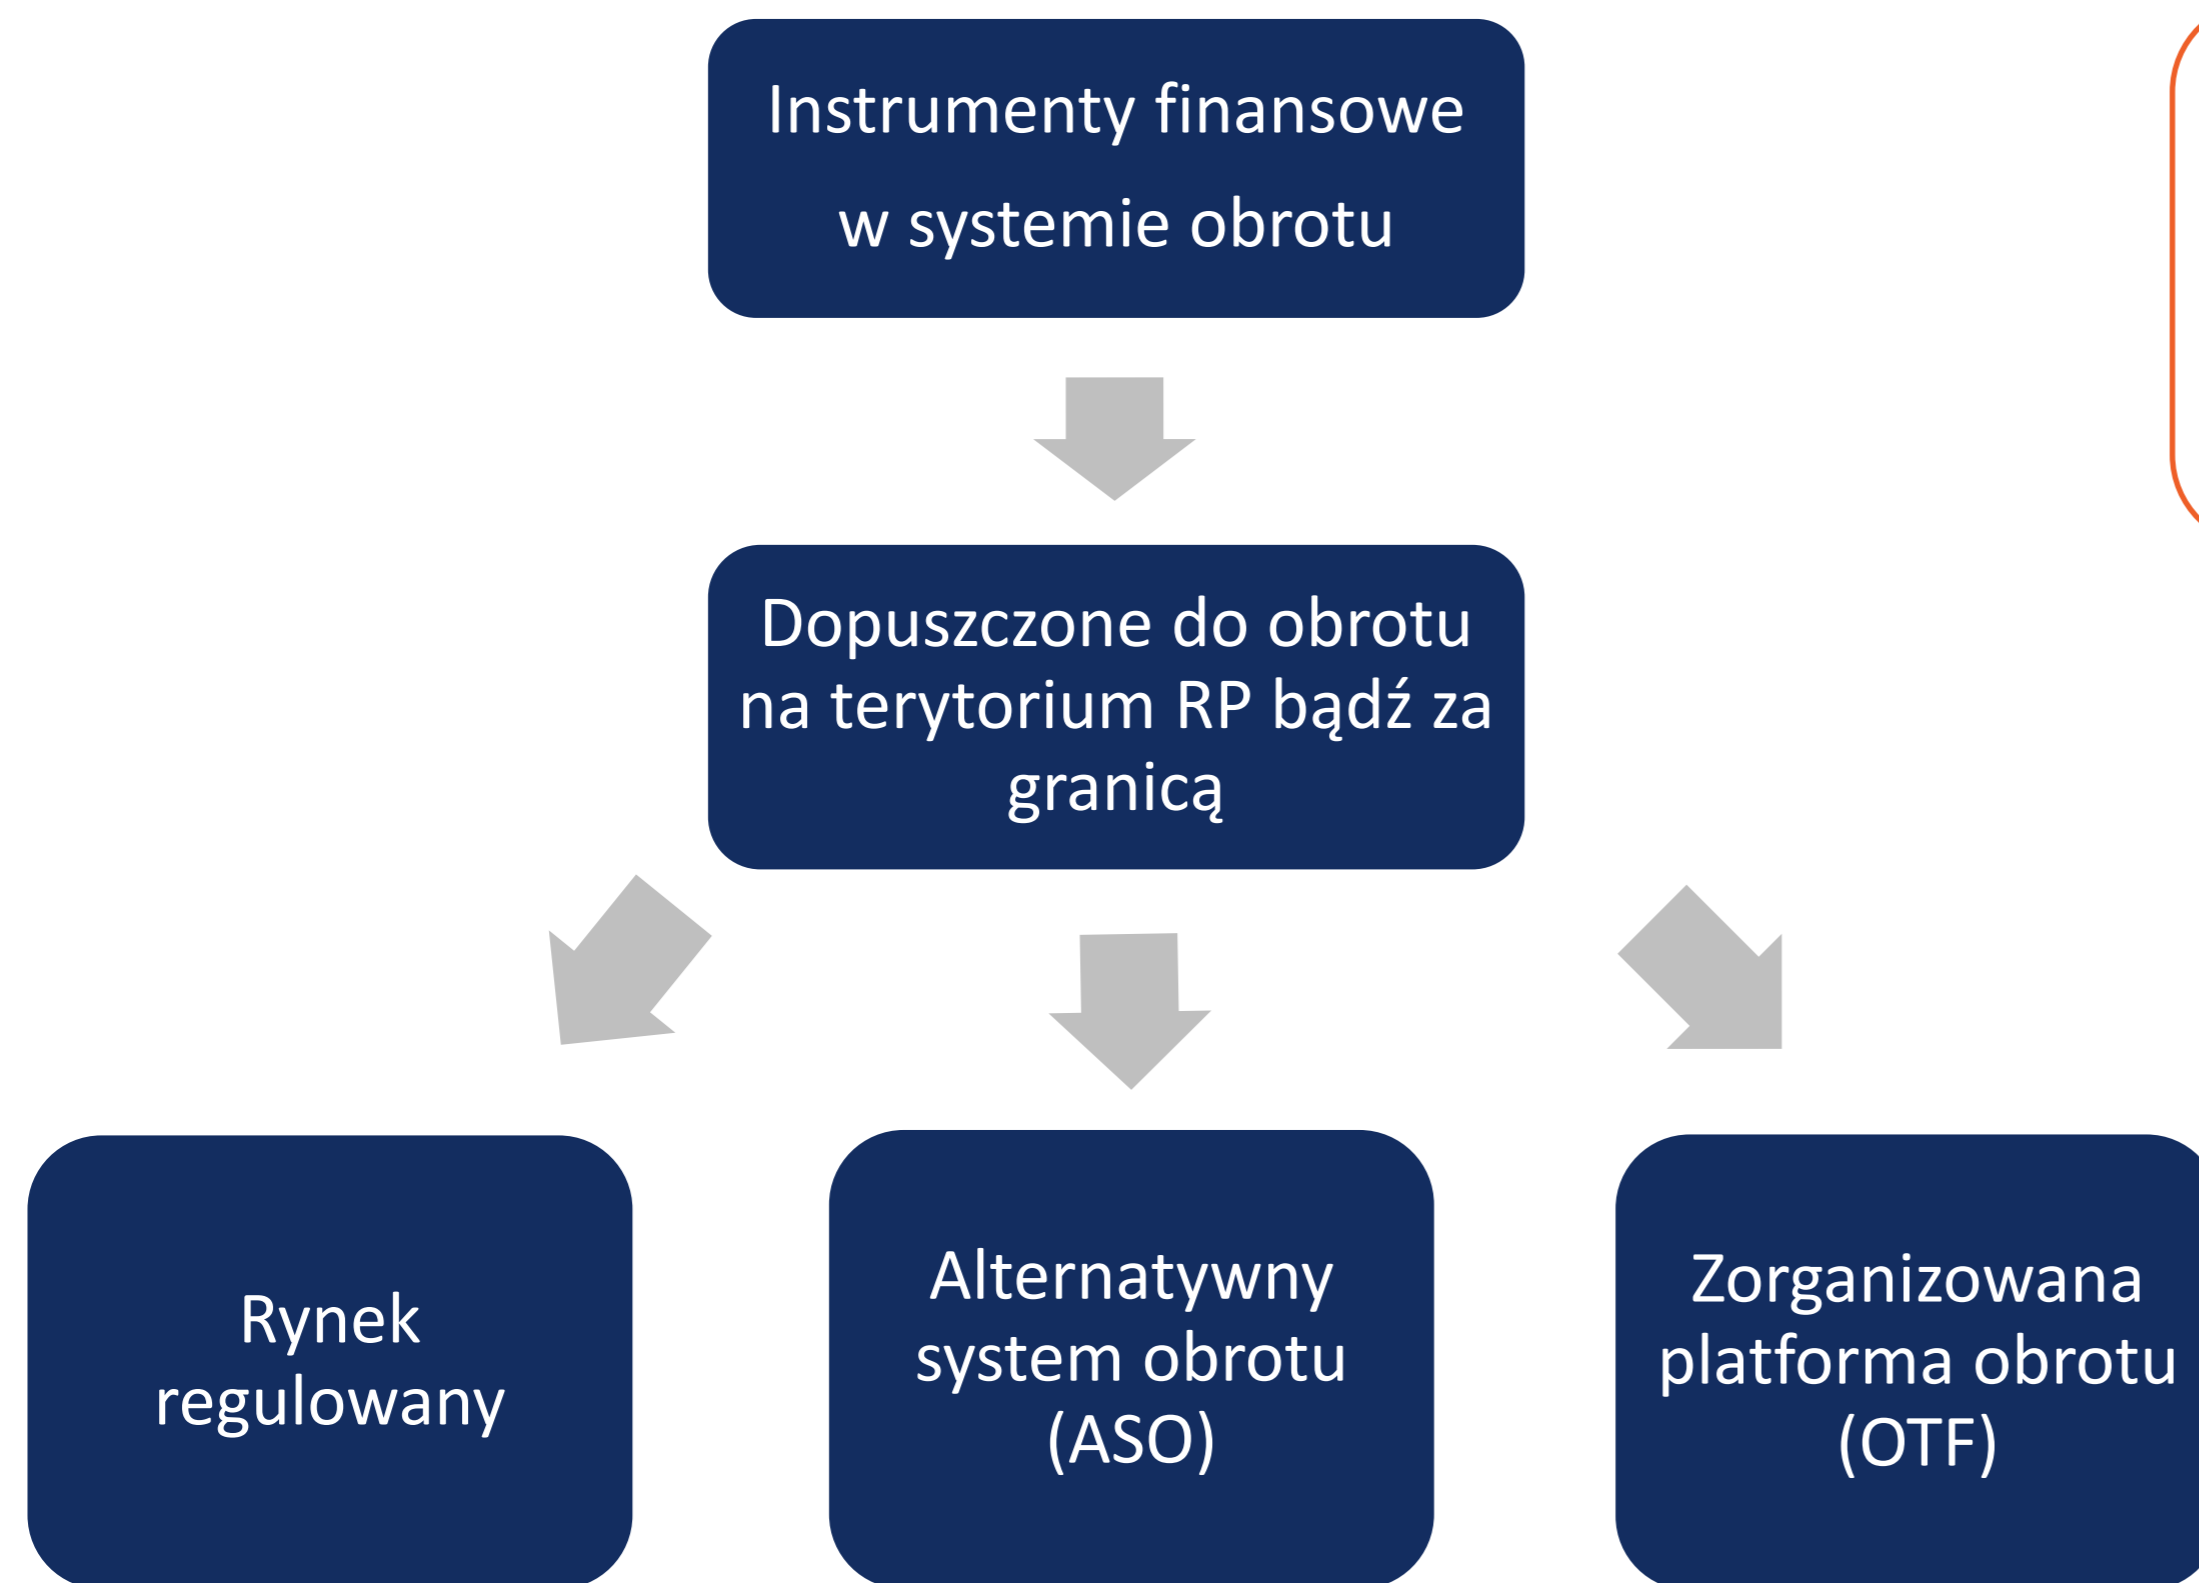 Instrumenty finansowe
w systemie obrotu
Dopuszczone do obrotu
na terytorium RP bądź za
granicą
Rynek
regulowany
Alternatywny
system obrotu
(ASO)
Zorganizowana
platforma obrotu
(OTF)